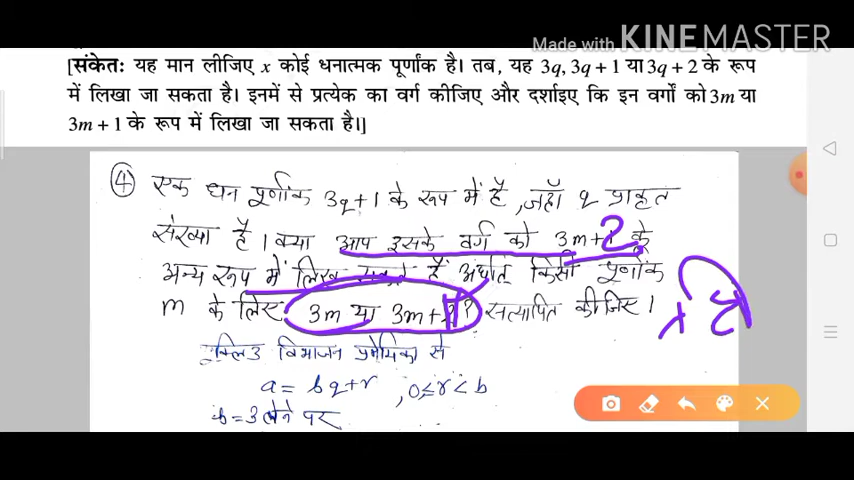 Made with KINEMASTER
[संकेत: यह मान लीजिए x कोई धनात्मक पूर्णांक है। तब, यह 3q, 3q + 1 या 3q + 2 के रूप
में लिखा जा सकता है। इनमें से प्रत्येक का वर्ग कीजिए और दर्शाइए कि इन वर्गों को 3m या
3m + 1 के रूप में लिखा जा सकता है।]
④ एक धन पूर्णांक 3q+1 के रूप में है, जहाँ q प्राकृत
संख्या है। क्या आप इसके वर्ग को 3m+ 2 के
अन्य रूप में लिख सकते हैं अर्थात किसी पूर्णांक
m के लिए 3m या 3m+ ? सत्यापित कीजिए।
विभाजन प्रमेयिका से
a = bq+r , 0≤r<b
b=3 लेने पर